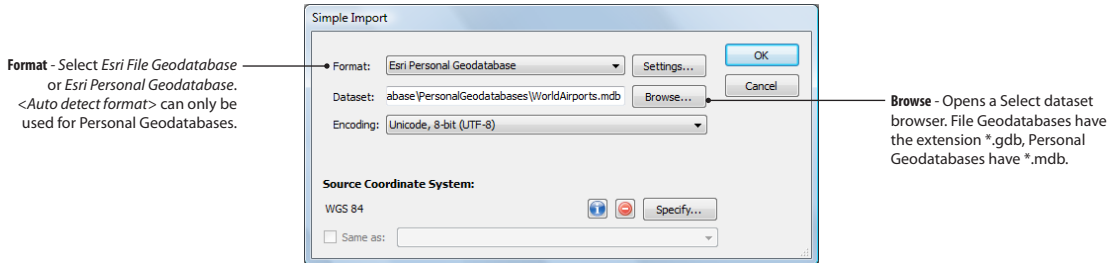 Simple Import
Format - Select Esri File Geodatabase
or Esri Personal Geodatabase.
<Auto detect format> can only be
used for Personal Geodatabases.
Format:
Esri Personal Geodatabase
Settings...
OK
Dataset:
abase\PersonalGeodatabases\WorldAirports.mdb
Browse...
Cancel
Encoding:
Unicode, 8-bit (UTF-8)
Browse - Opens a Select dataset
browser. File Geodatabases have
the extension *.gdb, Personal
Geodatabases have *.mdb.
Source Coordinate System:
WGS 84
Specify...
Same as: